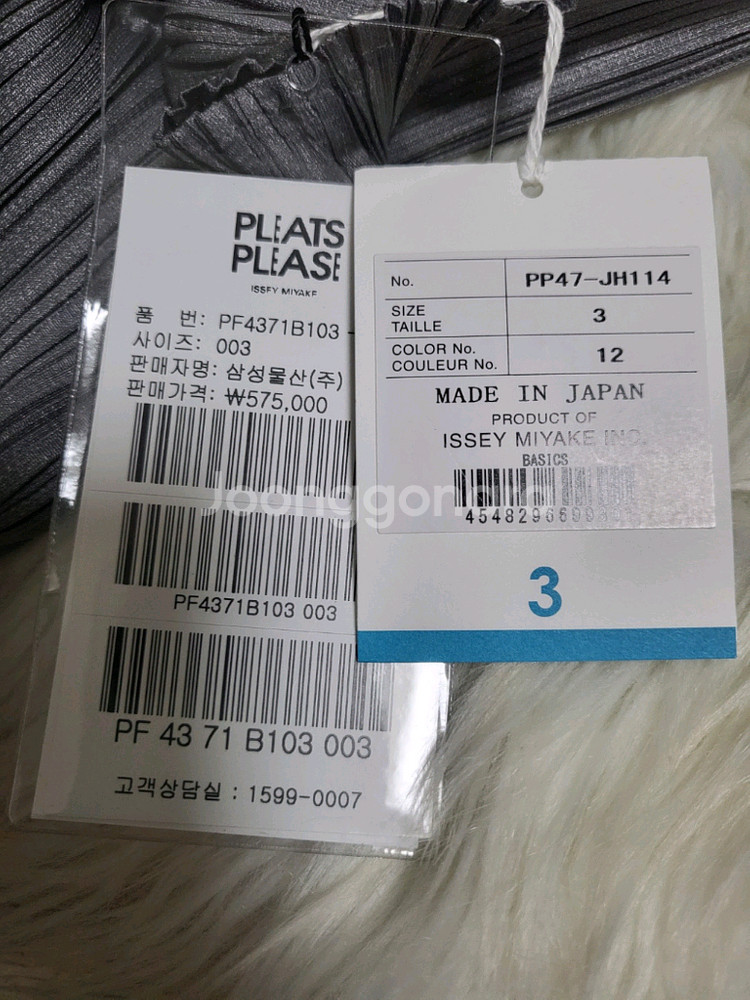 PLEATS
PLEASE
ISSEY MIYAKE
품 번: PF4371B103
사이즈: 003
판매자명: 삼성물산(주)
판매가격: ₩575,000
PF4371B103 003
PF 43 71 B103 003
고객상담실 : 1599-0007
No. PP47-JH114
SIZE
TAILLE
3
COLOR No.
COULEUR No.
12
MADE IN JAPAN
PRODUCT OF
ISSEY MIYAKE INC.
BASICS
3